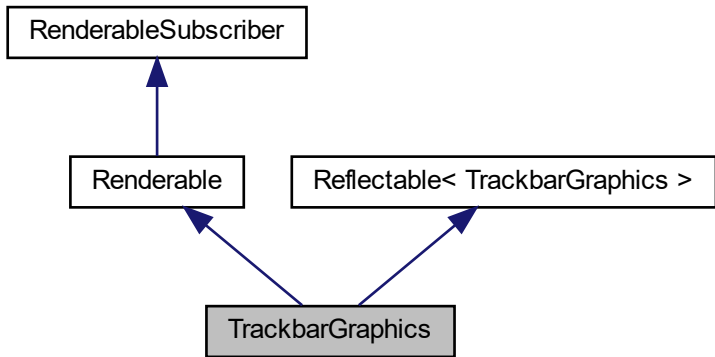 RenderableSubscriber
Renderable
Reflectable< TrackbarGraphics >
TrackbarGraphics